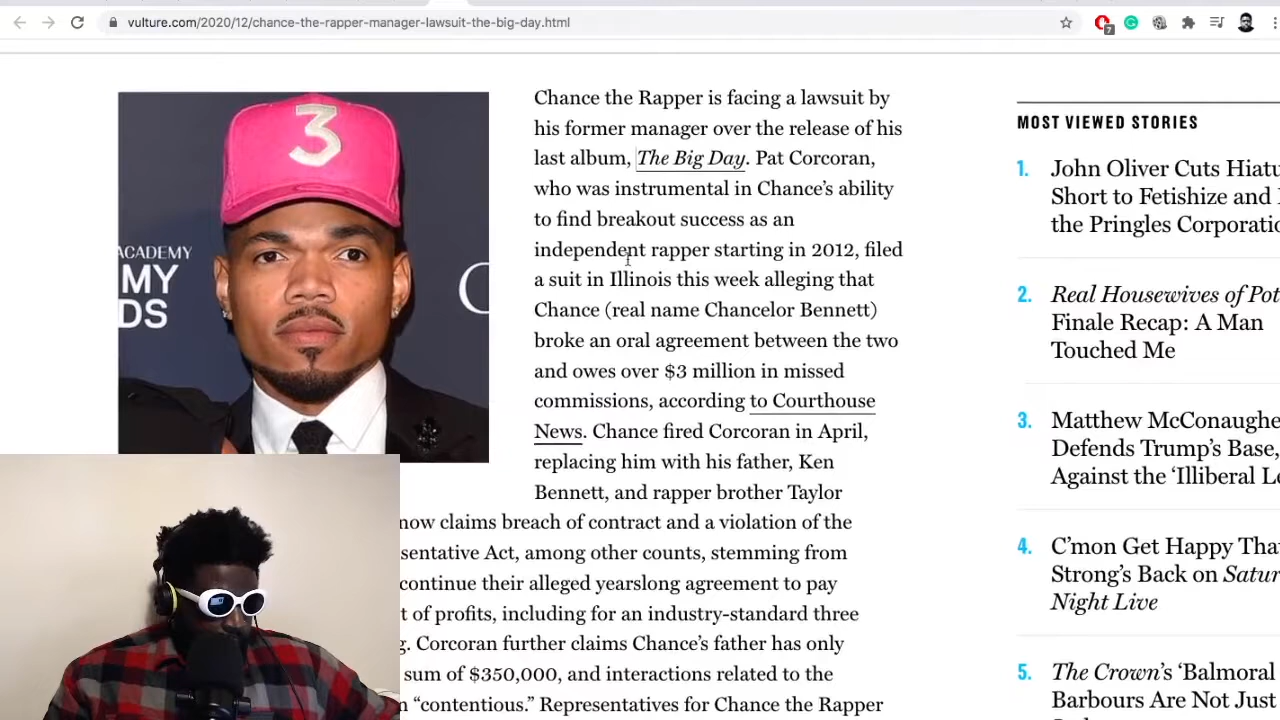 vulture.com/2020/12/chance-the-rapper-manager-lawsuit-the-big-day.html
7
3
ACADEMY
MY
DS
C
Chance the Rapper is facing a lawsuit by
his former manager over the release of his
last album, The Big Day. Pat Corcoran,
who was instrumental in Chance's ability
to find breakout success as an
independent rapper starting in 2012, filed
a suit in Illinois this week alleging that
Chance (real name Chancelor Bennett)
broke an oral agreement between the two
and owes over $3 million in missed
commissions, according to Courthouse
News. Chance fired Corcoran in April,
replacing him with his father, Ken
Bennett, and rapper brother Taylor
now claims breach of contract and a violation of the
sentative Act, among other counts, stemming from
continue their alleged yearslong agreement to pay
t of profits, including for an industry-standard three
g. Corcoran further claims Chance's father has only
sum of $350,000, and interactions related to the
n "contentious." Representatives for Chance the Rapper
MOST VIEWED STORIES
1. John Oliver Cuts Hiatu
Short to Fetishize and
the Pringles Corporatio
2. Real Housewives of Pot
Finale Recap: A Man
Touched Me
3. Matthew McConaughe
Defends Trump's Base,
Against the 'Illiberal L
4. C'mon Get Happy Tha
Strong's Back on Satur
Night Live
5. The Crown's 'Balmoral
Barbours Are Not Just